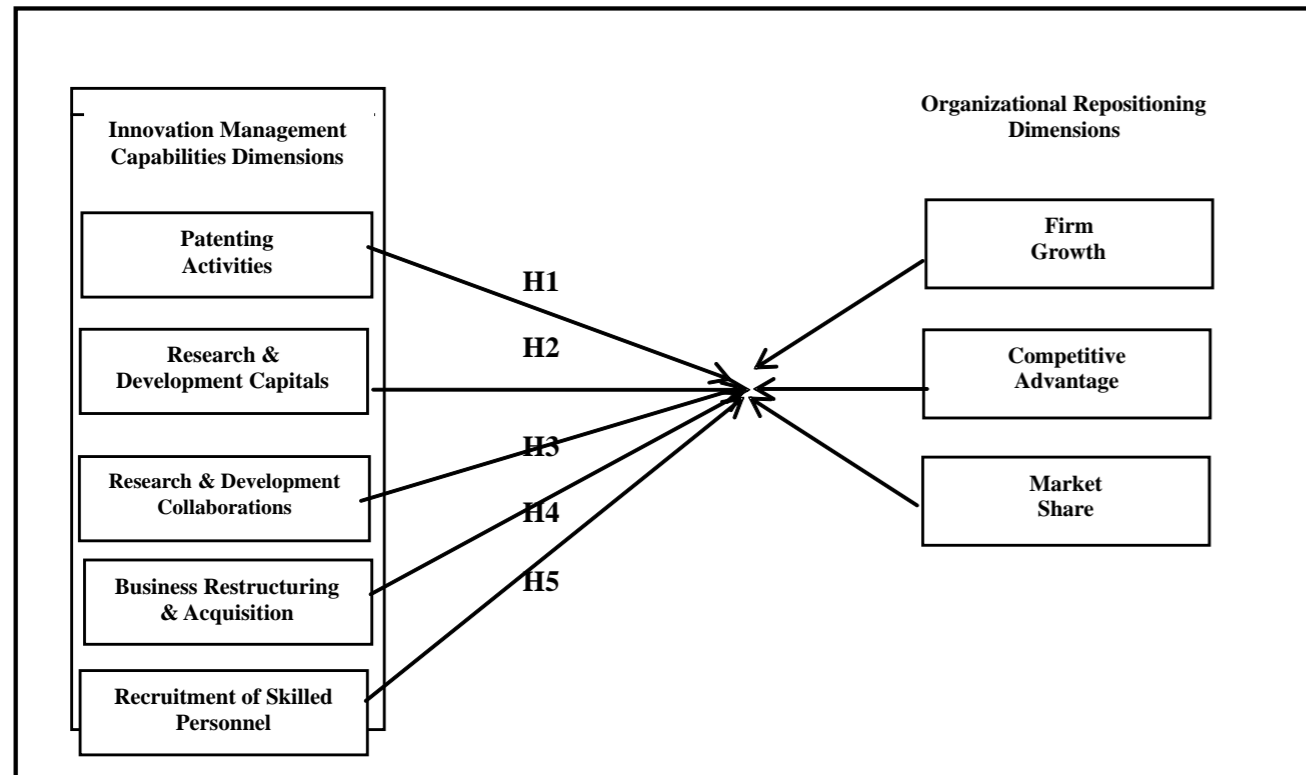 Innovation Management
Capabilities Dimensions
Patenting
Activities
Research &
Development Capitals
Research & Development
Collaborations
Business Restructuring
& Acquisition
Recruitment of Skilled
Personnel
H1
H2
H3
H4
H5
Organizational Repositioning
Dimensions
Firm
Growth
Competitive
Advantage
Market
Share